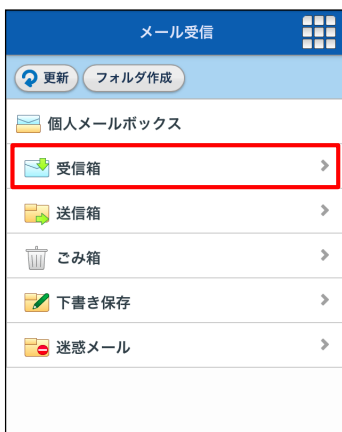 メール受信
更新 フォルダ作成
個人メールボックス
受信箱
送信箱
ごみ箱
下書き保存
迷惑メール